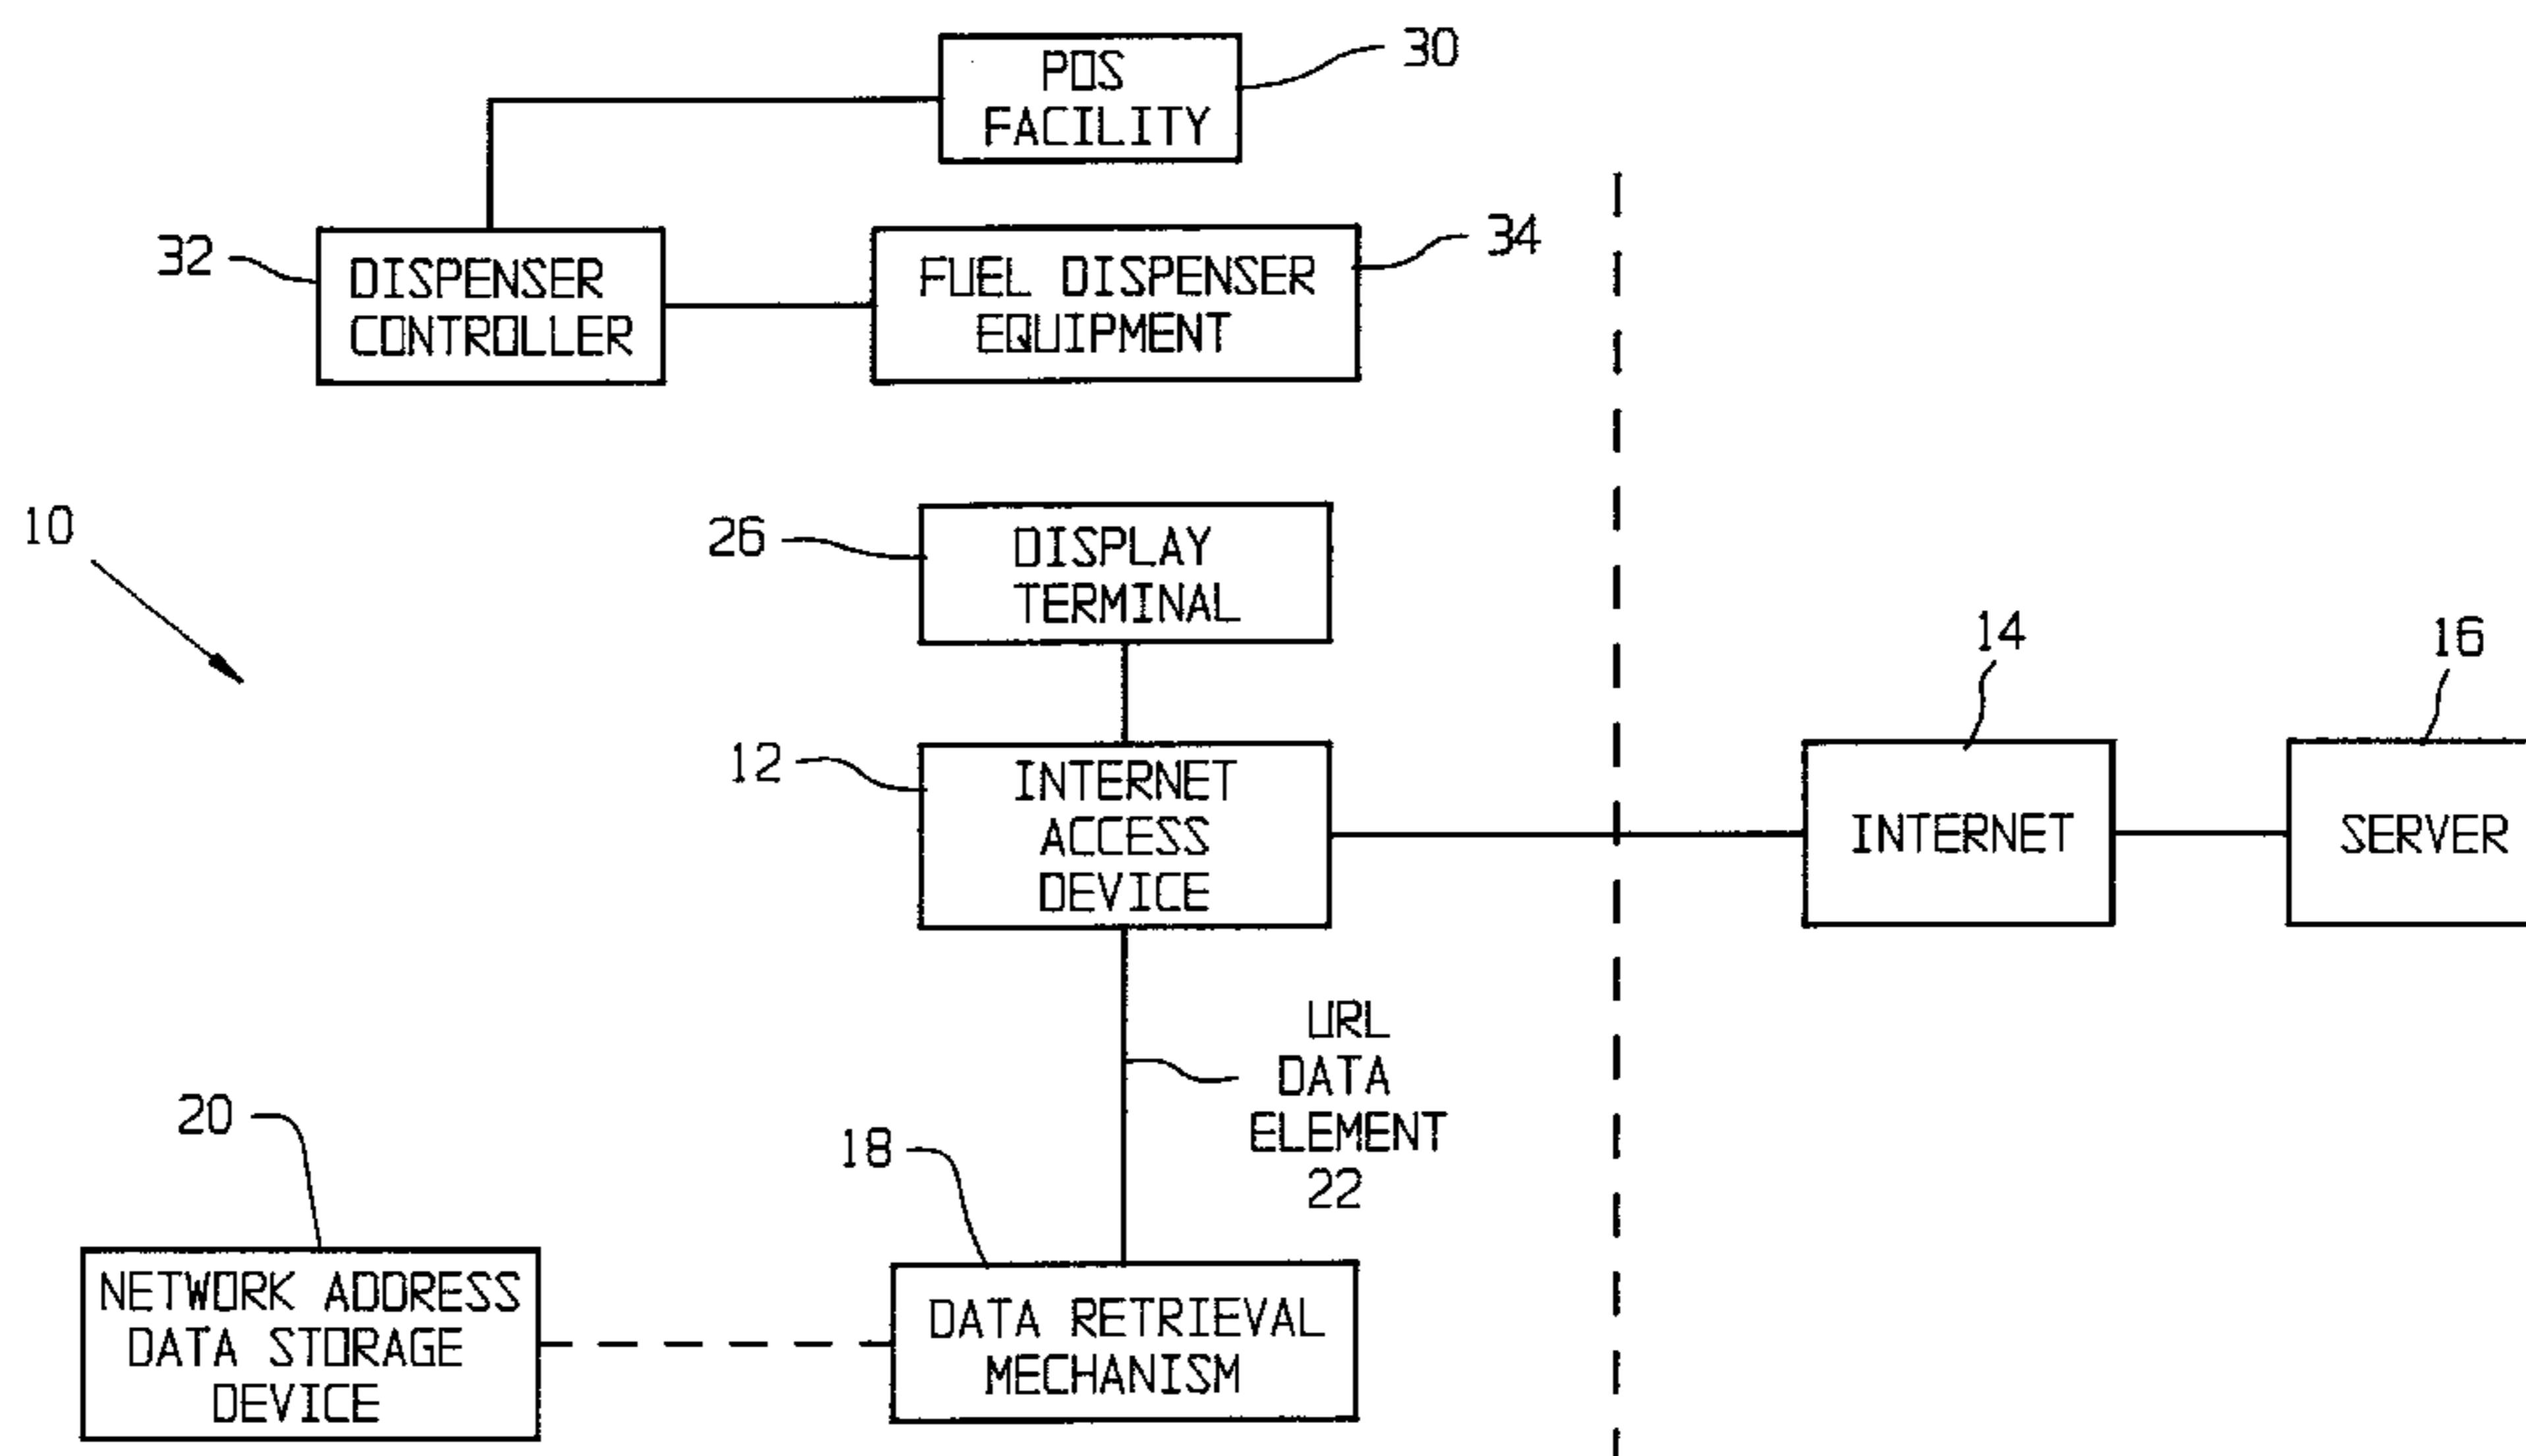 30
POS
FACILITY
32
DISPENSER
CONTROLLER
34
FUEL DISPENSER
EQUIPMENT
10
26
DISPLAY
TERMINAL
12
INTERNET
ACCESS
DEVICE
14
INTERNET
16
SERVER
URL
DATA
ELEMENT
22
20
NETWORK ADDRESS
DATA STORAGE
DEVICE
18
DATA RETRIEVAL
MECHANISM